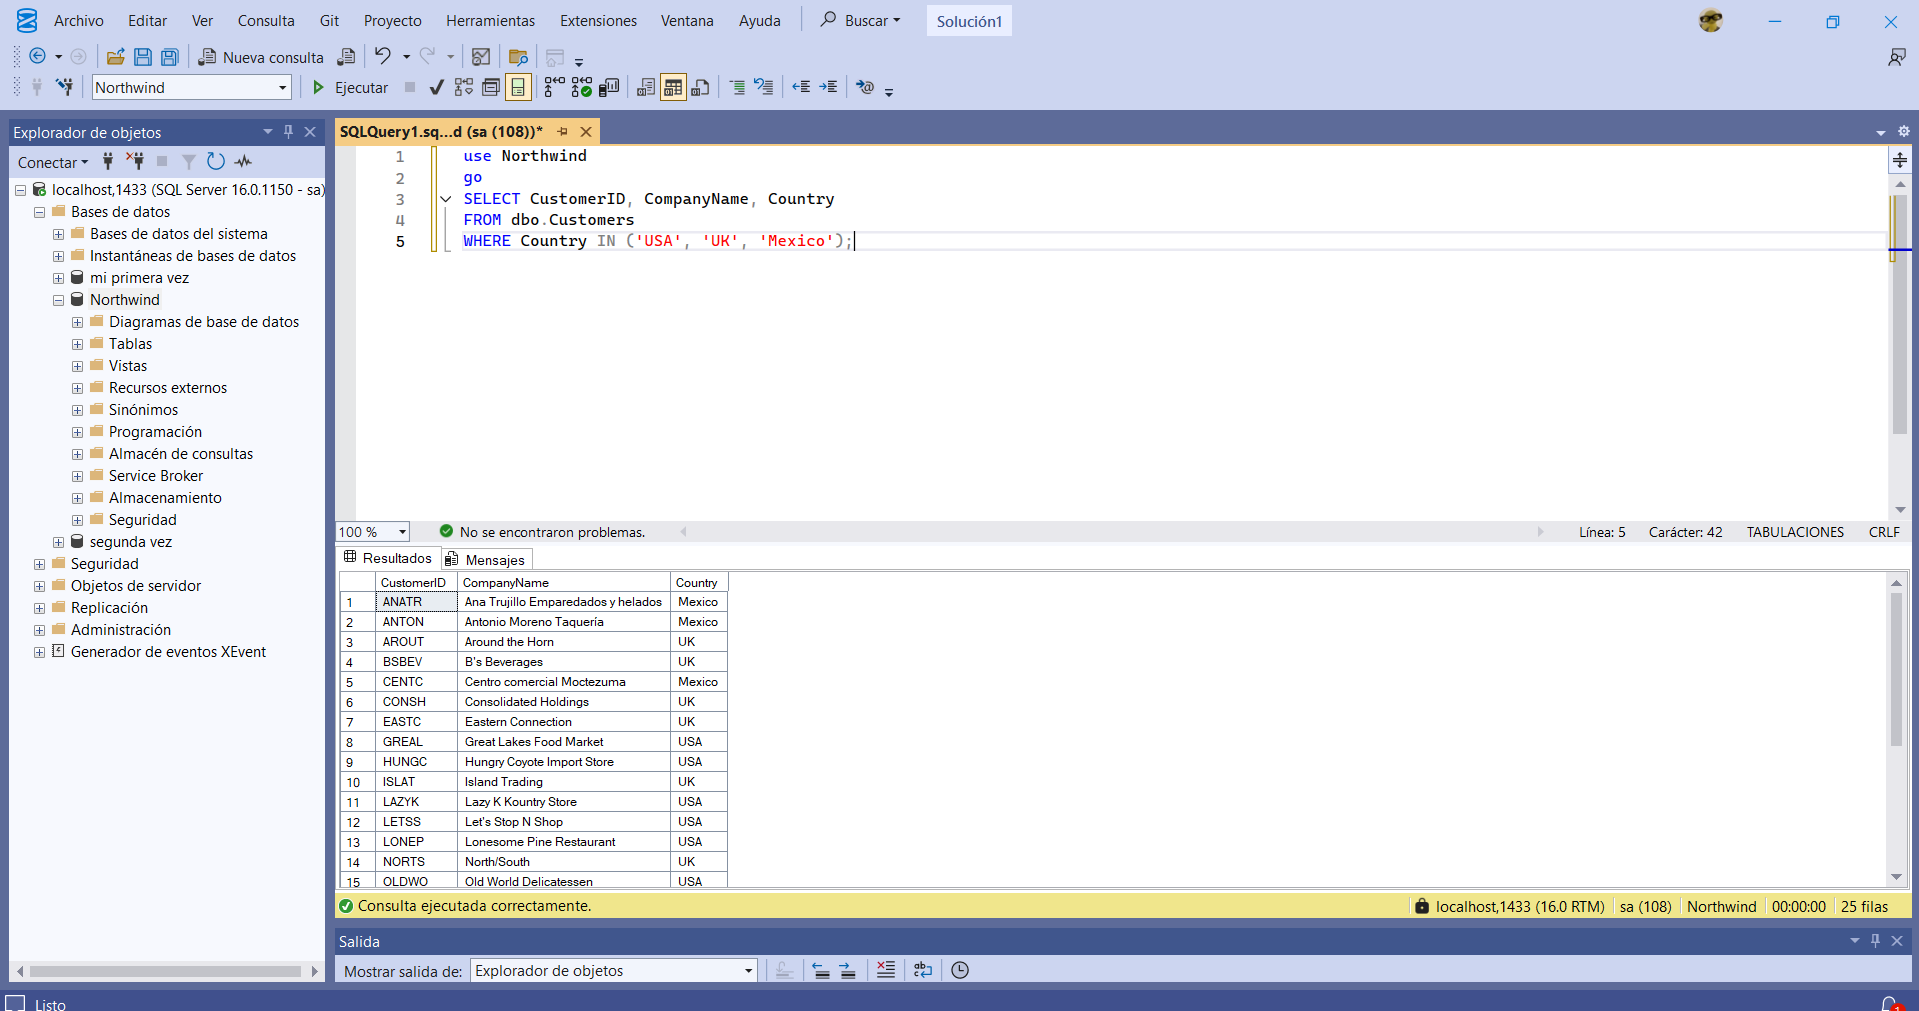 Archivo Editar Ver Consulta Git Proyecto Herramientas Extensiones Ventana Ayuda Buscar Solución1
Nueva consulta
Northwind Ejecutar
Explorador de objetos
Conectar
localhost,1433 (SQL Server 16.0.1150 - sa)
Bases de datos
Bases de datos del sistema
Instantáneas de bases de datos
mi primera vez
Northwind
Diagramas de base de datos
Tablas
Vistas
Recursos externos
Sinónimos
Programación
Almacén de consultas
Service Broker
Almacenamiento
Seguridad
segunda vez
Seguridad
Objetos de servidor
Replicación
Administración
Generador de eventos XEvent
SQLQuery1.sq...d (sa (108))*
1 use Northwind
2 go
3 SELECT CustomerID, CompanyName, Country
4 FROM dbo.Customers
5 WHERE Country IN ('USA', 'UK', 'Mexico');
100 % No se encontraron problemas. Línea: 5 Carácter: 42 TABULACIONES CRLF
Resultados Mensajes
CustomerID CompanyName Country
1 ANATR Ana Trujillo Emparedados y helados Mexico
2 ANTON Antonio Moreno Taquería Mexico
3 AROUT Around the Horn UK
4 BSBEV B's Beverages UK
5 CENTC Centro comercial Moctezuma Mexico
6 CONSH Consolidated Holdings UK
7 EASTC Eastern Connection UK
8 GREAL Great Lakes Food Market USA
9 HUNGC Hungry Coyote Import Store USA
10 ISLAT Island Trading UK
11 LAZYK Lazy K Kountry Store USA
12 LETSS Let's Stop N Shop USA
13 LONEP Lonesome Pine Restaurant USA
14 NORTS North/South UK
15 OLDWO Old World Delicatessen USA
Consulta ejecutada correctamente. localhost,1433 (16.0 RTM) sa (108) Northwind 00:00:00 25 filas
Salida
Mostrar salida de: Explorador de objetos
Listo
1